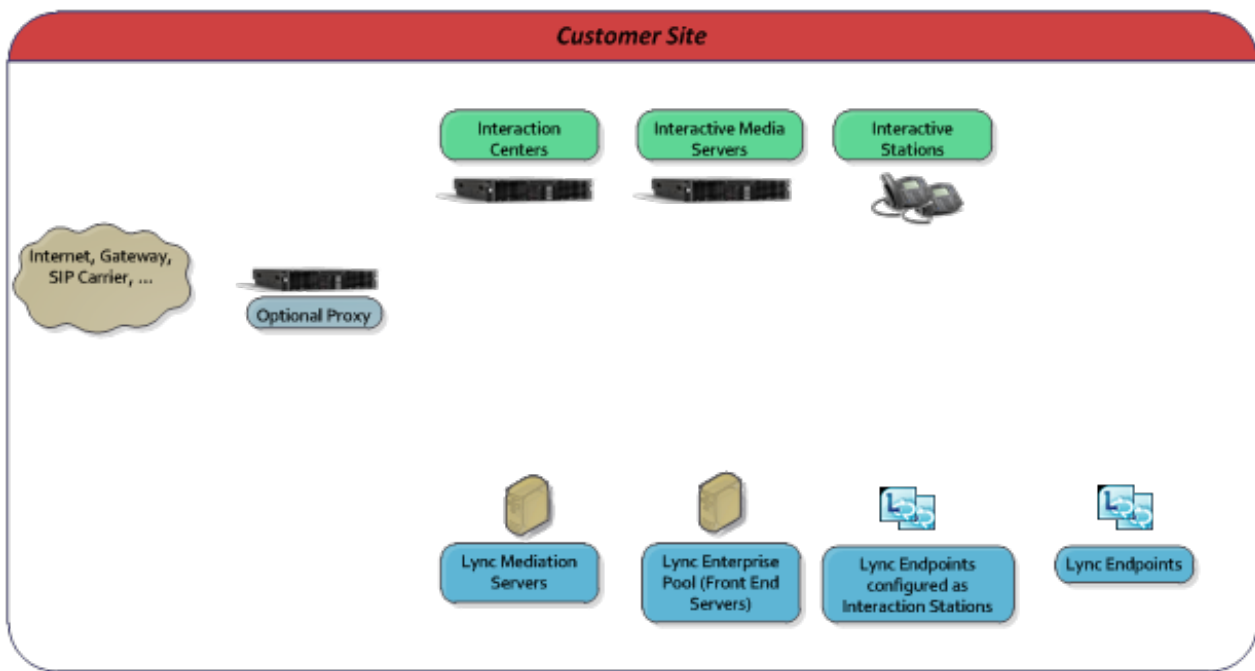 Customer Site
Interaction
Centers
Interactive Media
Servers
Interactive
Stations
Internet, Gateway,
SIP Carrier, ...
Optional Proxy
Lync Mediation
Servers
Lync Enterprise
Pool (Front End
Servers)
Lync Endpoints
configured as
Interaction Stations
Lync Endpoints